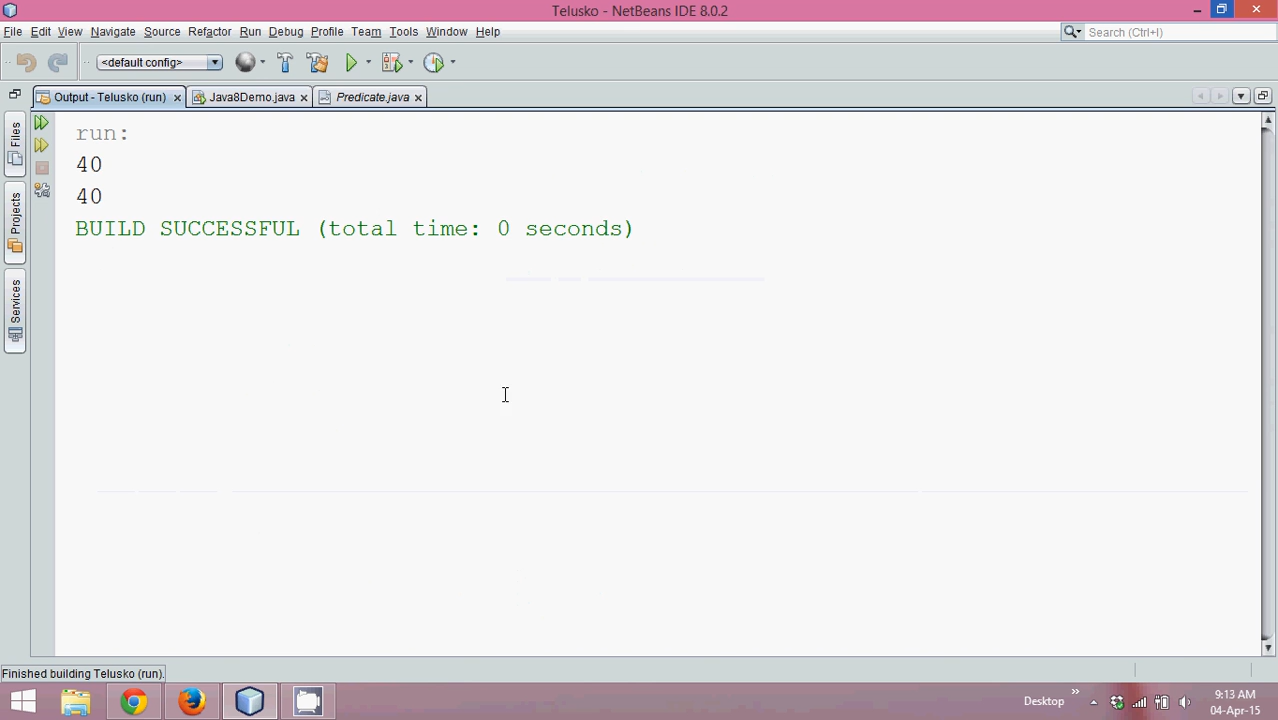 Telusko - NetBeans IDE 8.0.2
File Edit View Navigate Source Refactor Run Debug Profile Team Tools Window Help
Search (Ctrl+I)
<default config>
Output - Telusko (run)
Java8Demo.java
Predicate.java
Files
Projects
Services
run:
40
40
BUILD SUCCESSFUL (total time: 0 seconds)
Finished building Telusko (run).
Desktop
9:13 AM
04-Apr-15